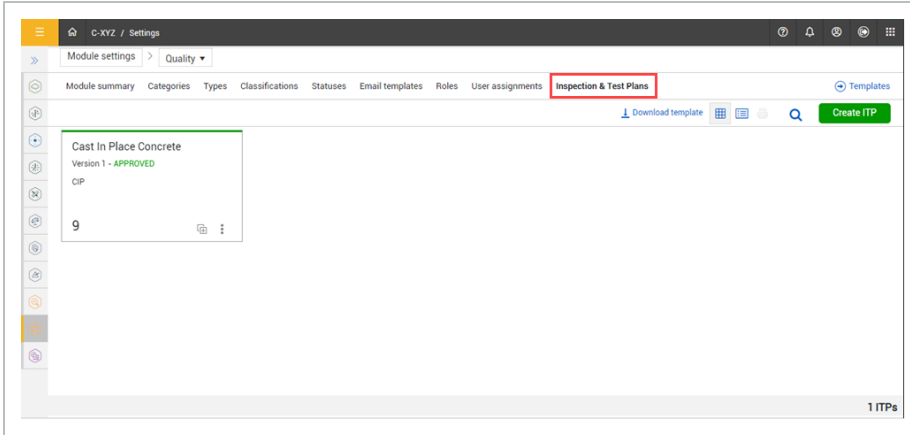 C-XYZ / Settings
Module settings > Quality
Module summary Categories Types Classifications Statuses Email templates Roles User assignments Inspection & Test Plans Templates
Download template Create ITP
Cast In Place Concrete
Version 1 - APPROVED
CIP
9
1 ITPs